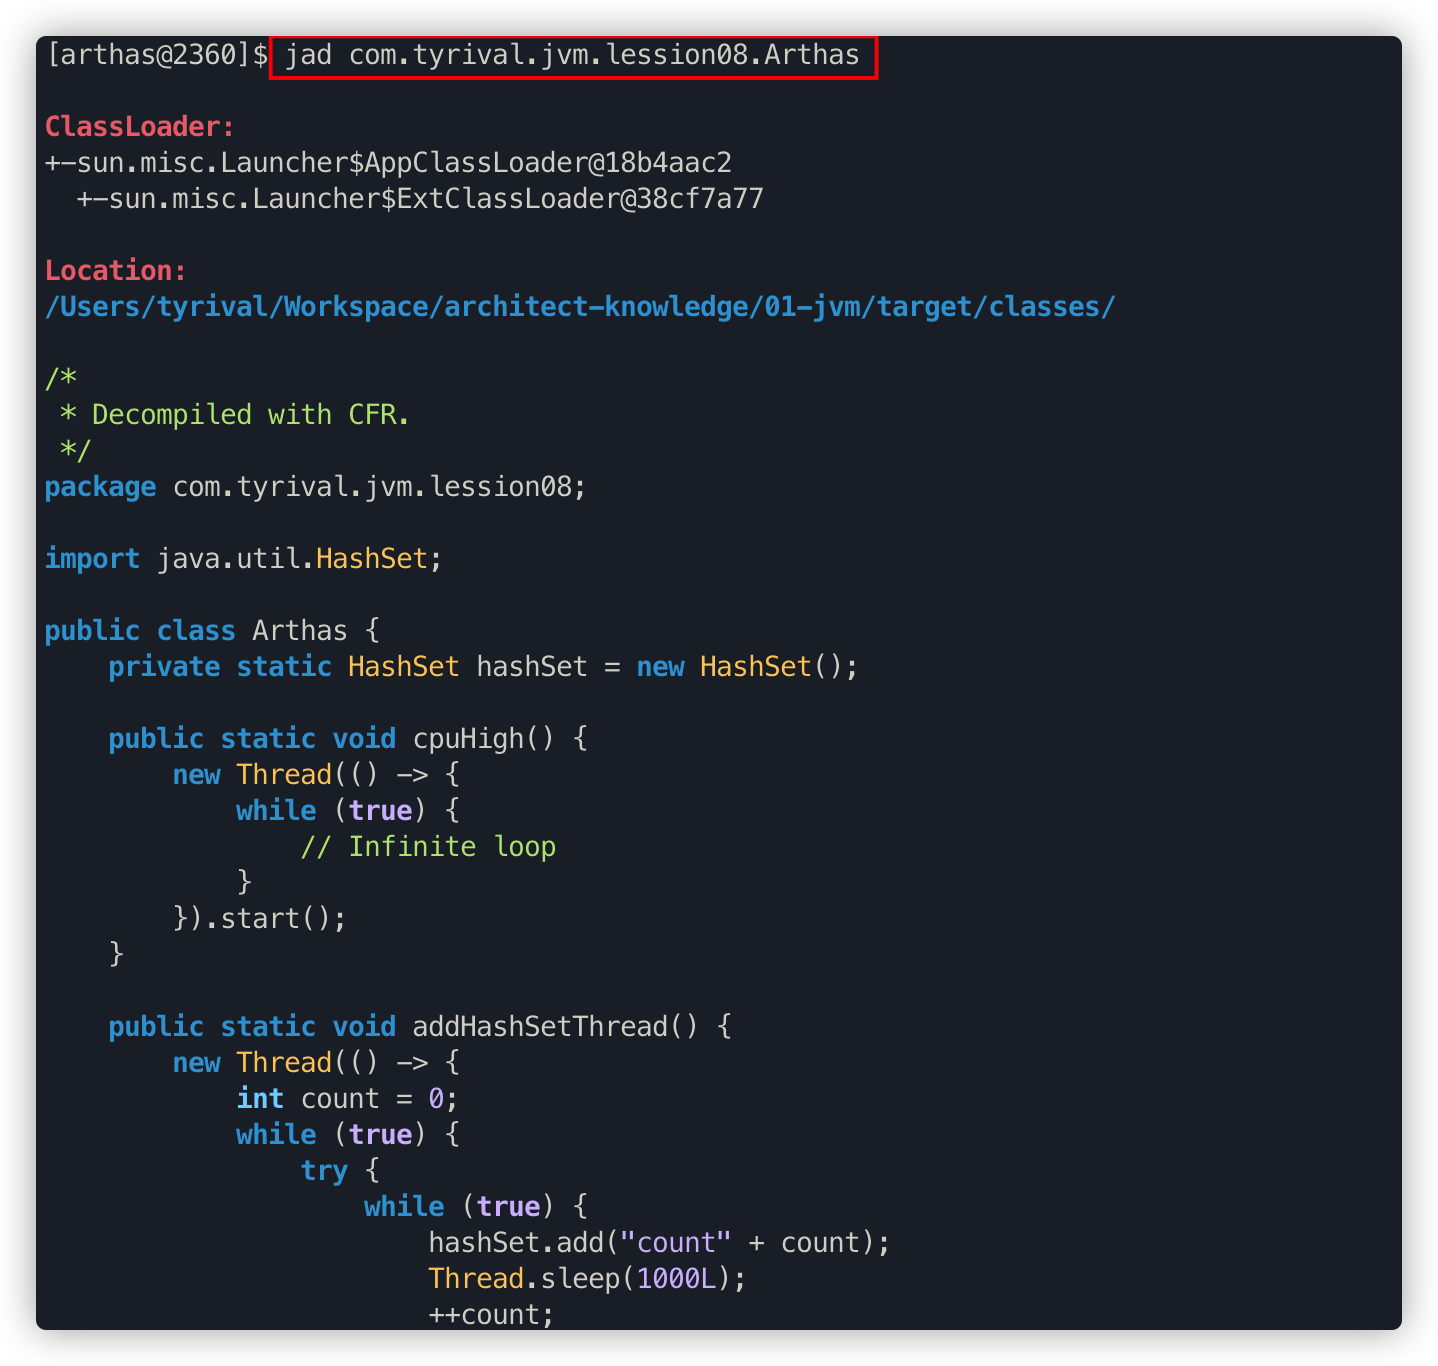 [arthas@2360]$ jad com.tyrival.jvm.lession08.Arthas
ClassLoader:
+-sun.misc.Launcher$AppClassLoader@18b4aac2
  +-sun.misc.Launcher$ExtClassLoader@38cf7a77
Location:
/Users/tyrival/Workspace/architect-knowledge/01-jvm/target/classes/
/*
 * Decompiled with CFR.
 */
package com.tyrival.jvm.lession08;
import java.util.HashSet;
public class Arthas {
    private static HashSet hashSet = new HashSet();
    public static void cpuHigh() {
        new Thread(() -> {
            while (true) {
                // Infinite loop
            }
        }).start();
    }
    public static void addHashSetThread() {
        new Thread(() -> {
            int count = 0;
            while (true) {
                try {
                    while (true) {
                        hashSet.add("count" + count);
                        Thread.sleep(1000L);
                        ++count;